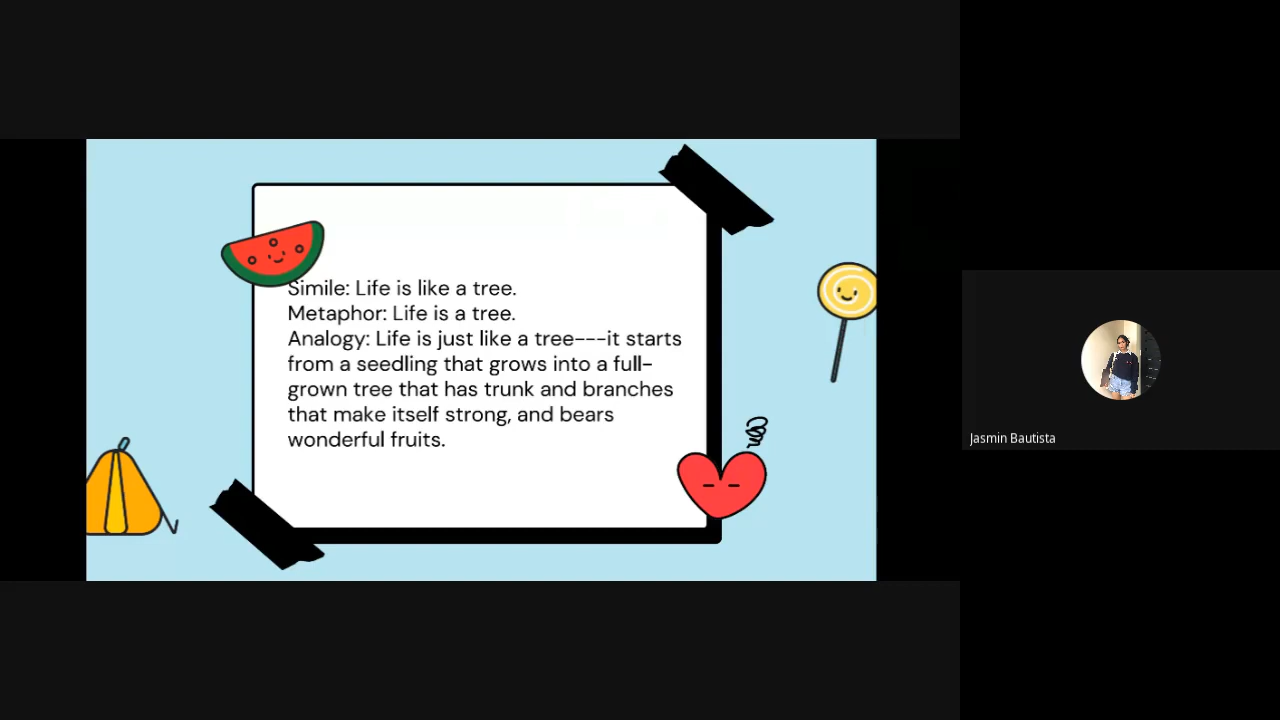 Simile: Life is like a tree.
Metaphor: Life is a tree.
Analogy: Life is just like a tree---it starts
from a seedling that grows into a full-
grown tree that has trunk and branches
that make itself strong, and bears
wonderful fruits.
Jasmin Bautista